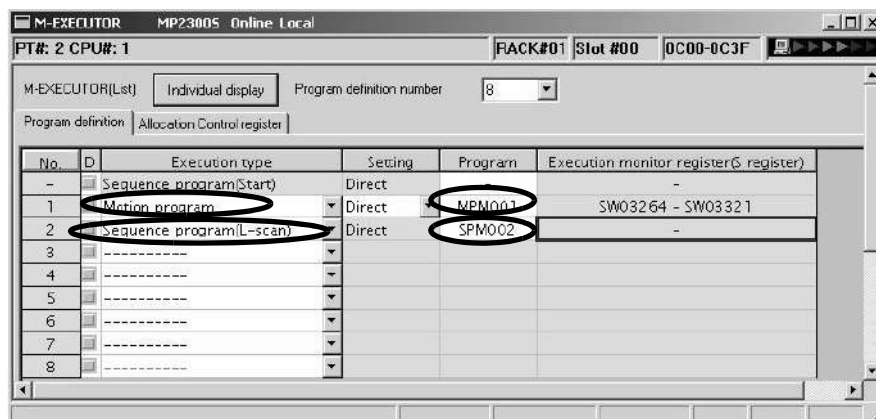 M-EXECUTOR MP2300S Online Local
PT#: 2 CPU#: 1 RACK#01 Slot #00 0C00-0C3F
M-EXECUTOR(List) Individual display Program definition number 8
Program definition Allocation Control register
No. D Execution type Setting Program Execution monitor register(S register)
- Sequence program(Start) Direct - -
1 Motion program Direct MPM001 SW03264 - SW03321
2 Sequence program(L-scan) Direct SPM002 -
3 ----------
4 ----------
5 ----------
6 ----------
7 ----------
8 ----------